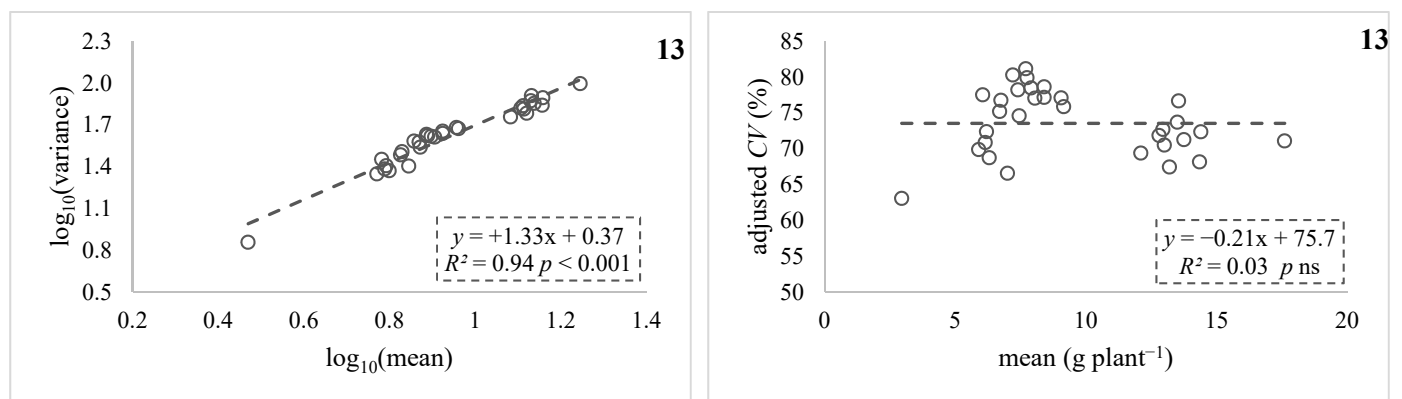 13
log₁₀(variance)
2.3
2.0
1.7
1.4
1.1
0.8
0.5
y = +1.33x + 0.37
R² = 0.94 p < 0.001
0.2 0.4 0.6 0.8 1 1.2 1.4
log₁₀(mean)
13
adjusted CV (%)
85
80
75
70
65
60
55
50
y = −0.21x + 75.7
R² = 0.03 p ns
0 5 10 15 20
mean (g plant⁻¹)